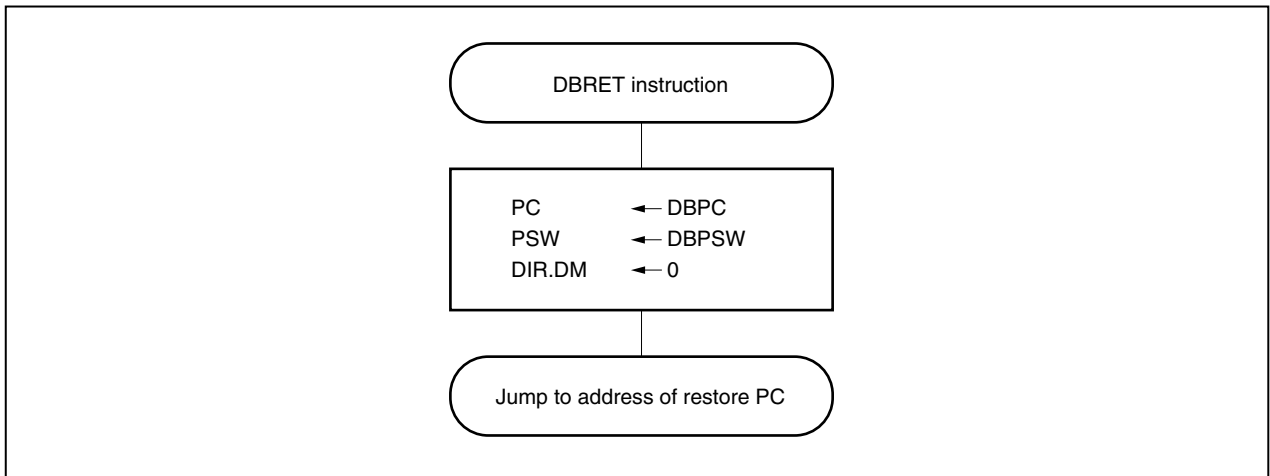 DBRET instruction
PC ← DBPC
PSW ← DBPSW
DIR.DM ← 0
Jump to address of restore PC